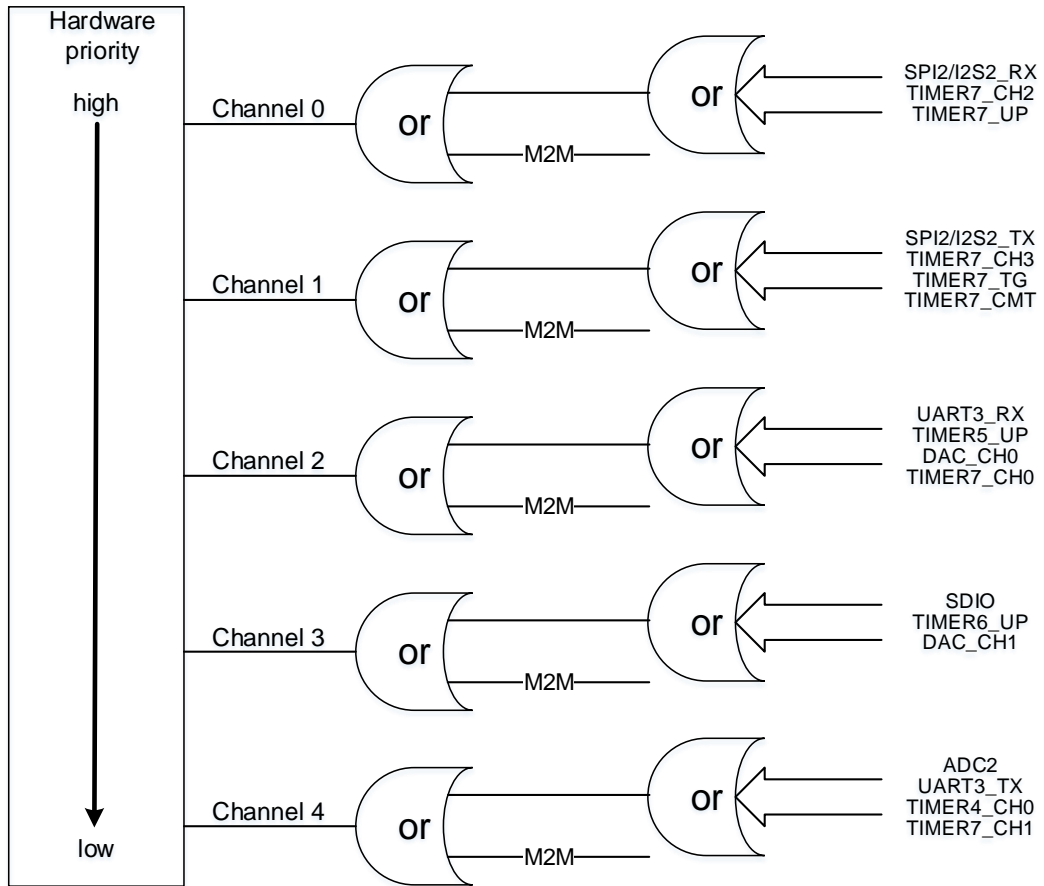 Hardware
priority
high
low
Channel 0
or
M2M
or
SPI2/I2S2_RX
TIMER7_CH2
TIMER7_UP
Channel 1
or
M2M
or
SPI2/I2S2_TX
TIMER7_CH3
TIMER7_TG
TIMER7_CMT
Channel 2
or
M2M
or
UART3_RX
TIMER5_UP
DAC_CH0
TIMER7_CH0
Channel 3
or
M2M
or
SDIO
TIMER6_UP
DAC_CH1
Channel 4
or
M2M
or
ADC2
UART3_TX
TIMER4_CH0
TIMER7_CH1